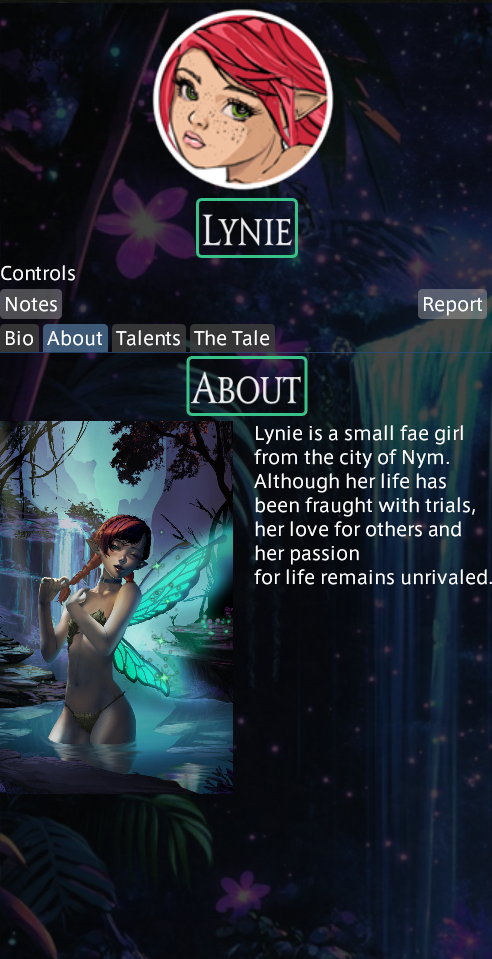 LYNIE
Controls
Notes
Report
Bio
About
Talents
The Tale
ABOUT
Lynie is a small fae girl
from the city of Nym.
Although her life has
been fraught with trials,
her love for others and
her passion
for life remains unrivaled.